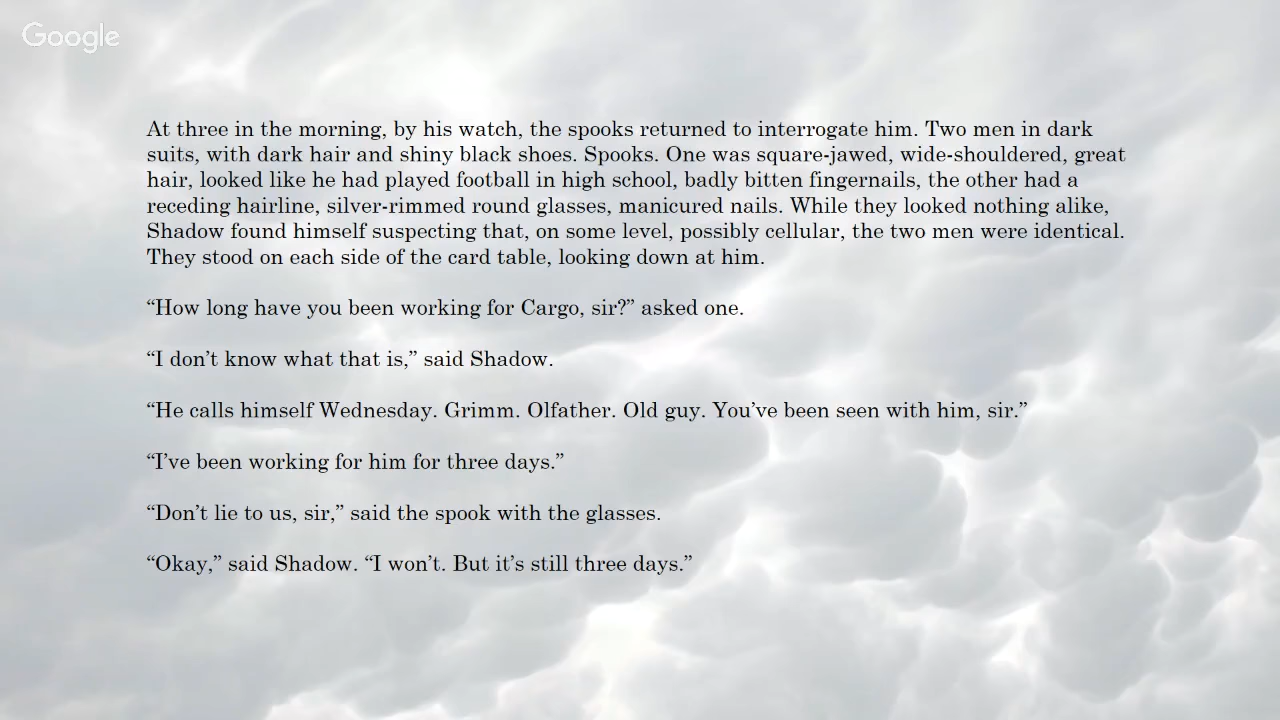 Google
At three in the morning, by his watch, the spooks returned to interrogate him. Two men in dark
suits, with dark hair and shiny black shoes. Spooks. One was square-jawed, wide-shouldered, great
hair, looked like he had played football in high school, badly bitten fingernails, the other had a
receding hairline, silver-rimmed round glasses, manicured nails. While they looked nothing alike,
Shadow found himself suspecting that, on some level, possibly cellular, the two men were identical.
They stood on each side of the card table, looking down at him.
“How long have you been working for Cargo, sir?” asked one.
“I don’t know what that is,” said Shadow.
“He calls himself Wednesday. Grimm. Olfather. Old guy. You’ve been seen with him, sir.”
“I’ve been working for him for three days.”
“Don’t lie to us, sir,” said the spook with the glasses.
“Okay,” said Shadow. “I won’t. But it’s still three days.”